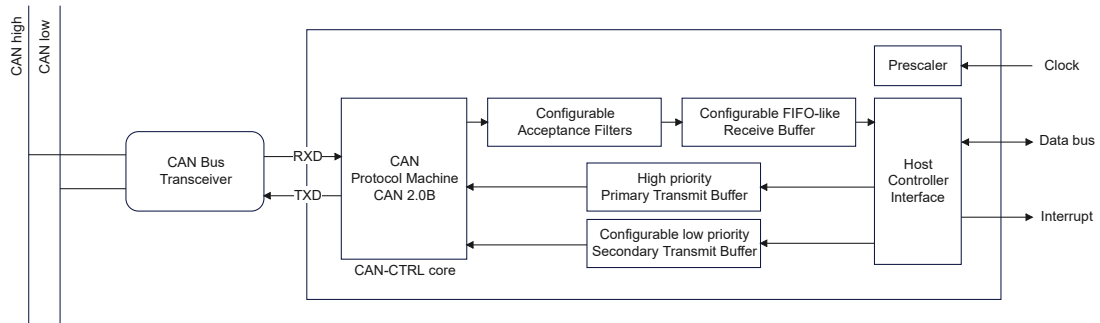 CAN high
CAN low
CAN Bus
Transceiver
RXD
TXD
CAN
Protocol Machine
CAN 2.0B
CAN-CTRL core
Configurable
Acceptance Filters
Configurable FIFO-like
Receive Buffer
High priority
Primary Transmit Buffer
Configurable low priority
Secondary Transmit Buffer
Prescaler
Host
Controller
Interface
Clock
Data bus
Interrupt